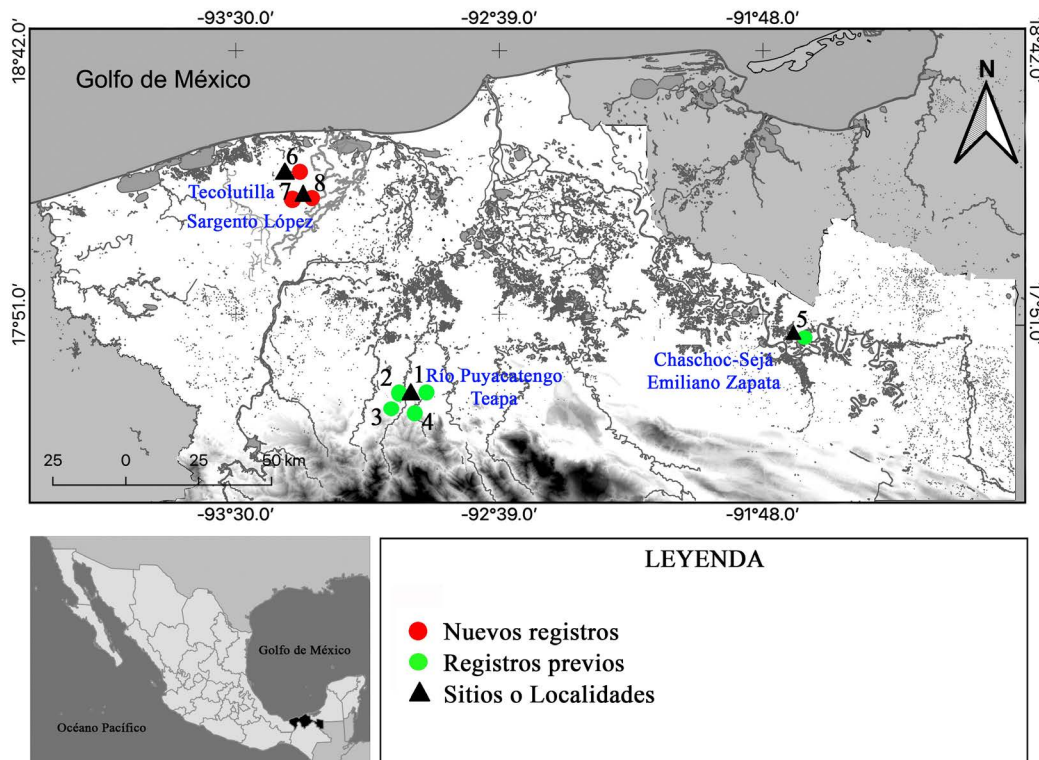 -93°30.0'
-92°39.0'
-91°48.0'
18°42.0'
18°42.0'
Golfo de México
N
6
7
8
Tecolutilla
Sargento López
17°51.0'
17°51.0'
5
Chaschoc-Sejá
Emiliano Zapata
2
1
Río Puyacatengo
Teapa
3
4
25
0
25
50 km
-93°30.0'
-92°39.0'
-91°48.0'
Golfo de México
Océano Pacífico
LEYENDA
Nuevos registros
Registros previos
Sitios o Localidades